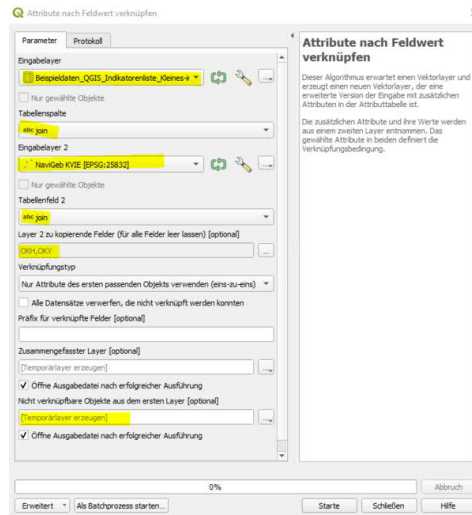 Attribute nach Feldwert verknüpfen
Parameter
Protokoll
Eingabelayer
Beispieldaten_QGIS_Indikatorenliste_Kleines-ir
Nur gewählte Objekte
Tabellenspalte
abc join
Eingabelayer 2
NaviGeb KVIE [EPSG:25832]
Nur gewählte Objekte
Tabellenfeld 2
abc join
Layer 2 zu kopierende Felder (für alle Felder leer lassen) [optional]
OKH,OKV
Verknüpfungstyp
Nur Attribute des ersten passenden Objekts verwenden (eins-zu-eins)
Alle Datensätze verwerfen, die nicht verknüpft werden konnten
Präfix für verknüpfte Felder [optional]
Zusammengefasster Layer [optional]
[Temporärlayer erzeugen]
Öffne Ausgabedatei nach erfolgreicher Ausführung
Nicht verknüpfbare Objekte aus dem ersten Layer [optional]
[Temporärlayer erzeugen]
Öffne Ausgabedatei nach erfolgreicher Ausführung
Attribute nach Feldwert
verknüpfen
Dieser Algorithmus erwartet einen Vektorlayer und
erzeugt einen neuen Vektorlayer, der eine
erweiterte Version der Eingabe mit zusätzlichen
Attributen in der Attributtabelle ist.
Die zusätzlichen Attribute und ihre Werte werden
aus einem zweiten Layer entnommen. Das
gewählte Attribute in beiden definiert die
Verknüpfungsbedingung.
0%
Abbruch
Erweitert
Als Batchprozess starten...
Starte
Schließen
Hilfe